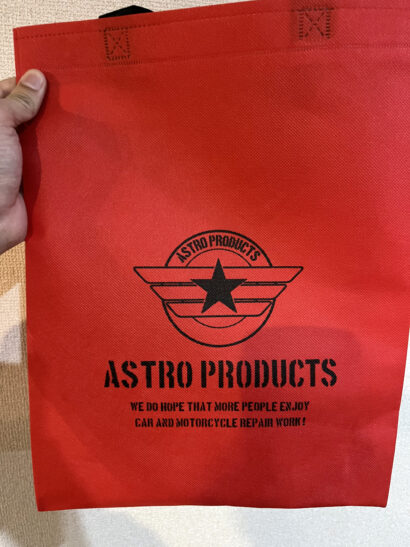 ASTRO PRODUCTS
ASTRO PRODUCTS
WE DO HOPE THAT MORE PEOPLE ENJOY
CAR AND MOTORCYCLE REPAIR WORK!